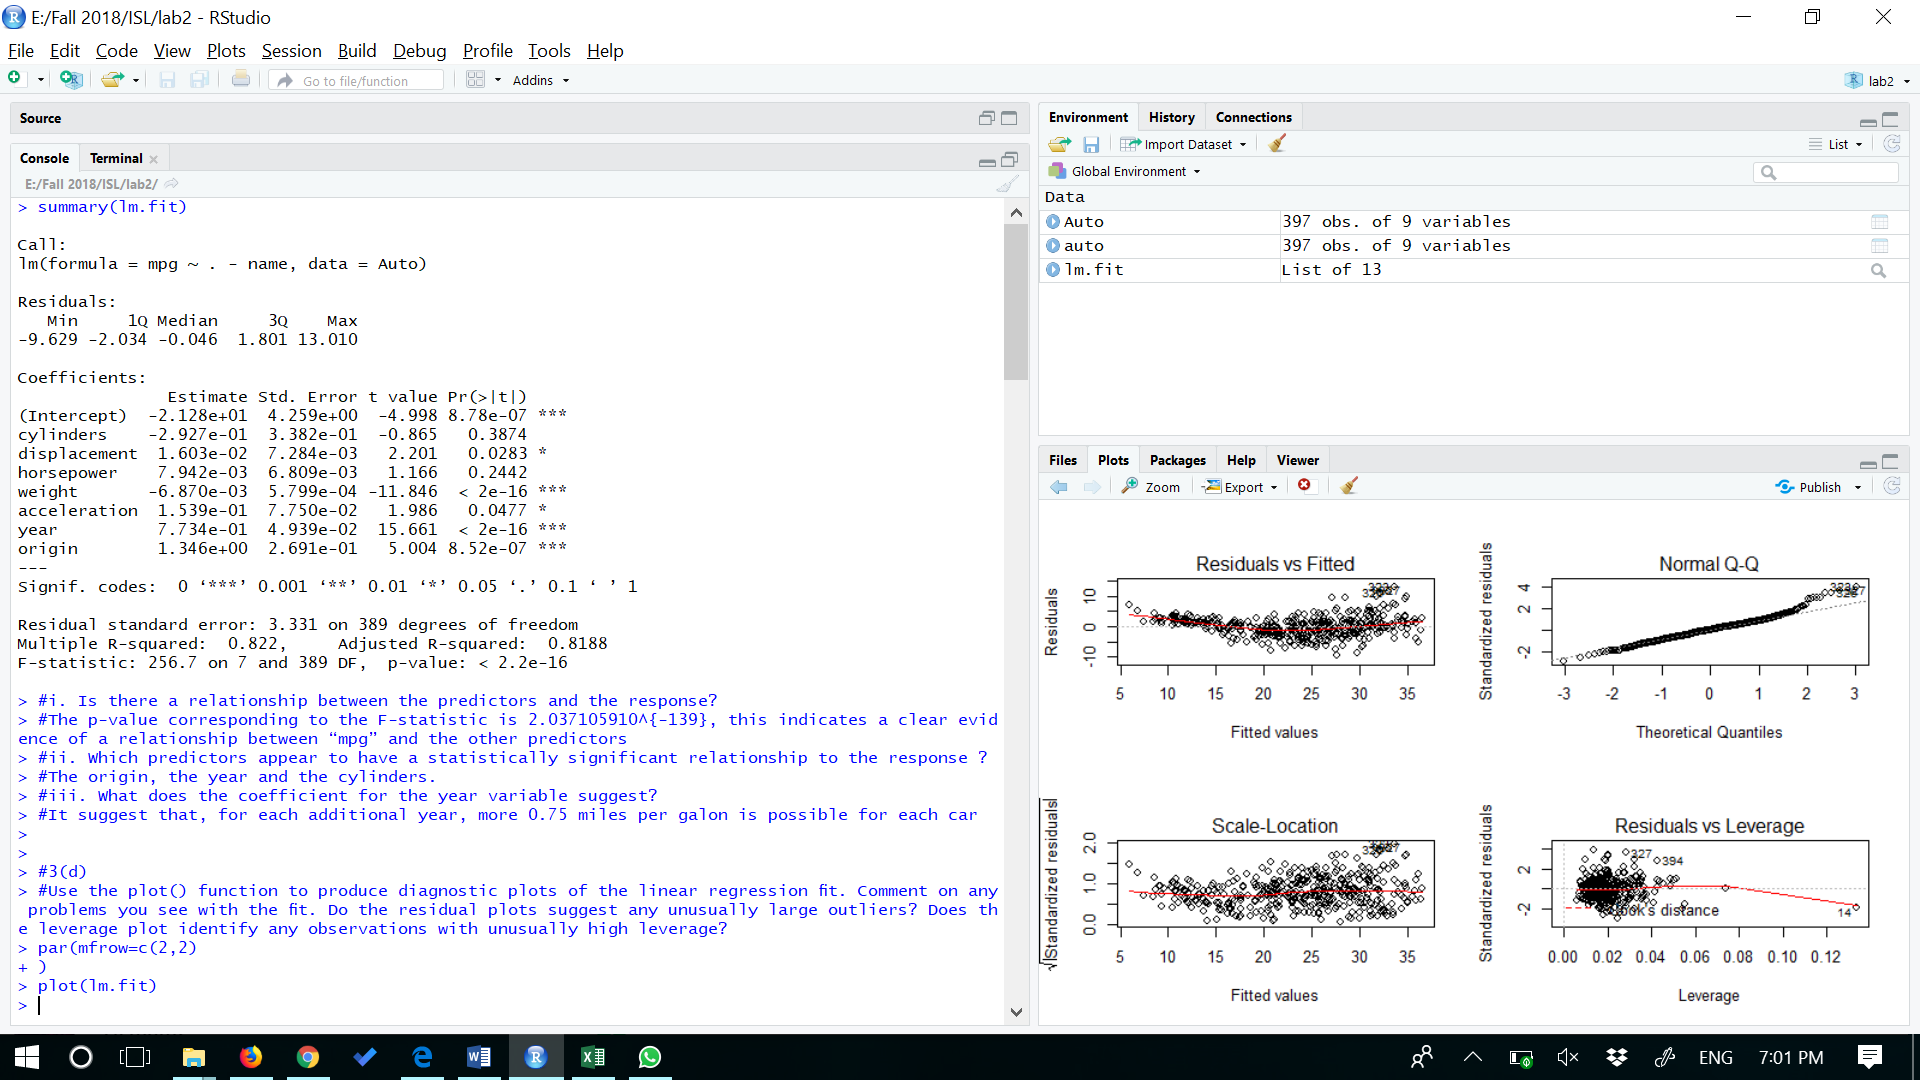 E:/Fall 2018/ISL/lab2 - RStudio
File Edit Code View Plots Session Build Debug Profile Tools Help
Go to file/function Addins lab2
Source
Console Terminal
E:/Fall 2018/ISL/lab2/
> summary(lm.fit)
Call:
lm(formula = mpg ~ . - name, data = Auto)
Residuals:
Min 1Q Median 3Q Max
-9.629 -2.034 -0.046 1.801 13.010
Coefficients:
Estimate Std. Error t value Pr(>|t|)
(Intercept) -2.128e+01 4.259e+00 -4.998 8.78e-07 ***
cylinders -2.927e-01 3.382e-01 -0.865 0.3874
displacement 1.603e-02 7.284e-03 2.201 0.0283 *
horsepower 7.942e-03 6.809e-03 1.166 0.2442
weight -6.870e-03 5.799e-04 -11.846 < 2e-16 ***
acceleration 1.539e-01 7.750e-02 1.986 0.0477 *
year 7.734e-01 4.939e-02 15.661 < 2e-16 ***
origin 1.346e+00 2.691e-01 5.004 8.52e-07 ***
---
Signif. codes: 0 ‘***’ 0.001 ‘**’ 0.01 ‘*’ 0.05 ‘.’ 0.1 ‘ ’ 1
Residual standard error: 3.331 on 389 degrees of freedom
Multiple R-squared: 0.822, Adjusted R-squared: 0.8188
F-statistic: 256.7 on 7 and 389 DF, p-value: < 2.2e-16
> #i. Is there a relationship between the predictors and the response?
> #The p-value corresponding to the F-statistic is 2.037105910^{-139}, this indicates a clear evid
ence of a relationship between “mpg” and the other predictors
> #ii. Which predictors appear to have a statistically significant relationship to the response ?
> #The origin, the year and the cylinders.
> #iii. What does the coefficient for the year variable suggest?
> #It suggest that, for each additional year, more 0.75 miles per galon is possible for each car
>
>
> #3(d)
> #Use the plot() function to produce diagnostic plots of the linear regression fit. Comment on any
problems you see with the fit. Do the residual plots suggest any unusually large outliers? Does th
e leverage plot identify any observations with unusually high leverage?
> par(mfrow=c(2,2)
+ )
> plot(lm.fit)
>
Environment History Connections
Import Dataset List
Global Environment
Data
Auto 397 obs. of 9 variables
auto 397 obs. of 9 variables
lm.fit List of 13
Files Plots Packages Help Viewer
Zoom Export Publish
Residuals vs Fitted
Residuals
-10 0 10
5 10 15 20 25 30 35
Fitted values
Normal Q-Q
Standardized residuals
-2 2 4
-3 -2 -1 0 1 2 3
Theoretical Quantiles
Scale-Location
√|Standardized residuals|
0. 1.0 2.0
5 10 15 20 25 30 35
Fitted values
Residuals vs Leverage
Standardized residuals
-2 2
327
394
14
Cook's distance
0.00 0.02 0.04 0.06 0.08 0.10 0.12
Leverage
ENG 7:01 PM